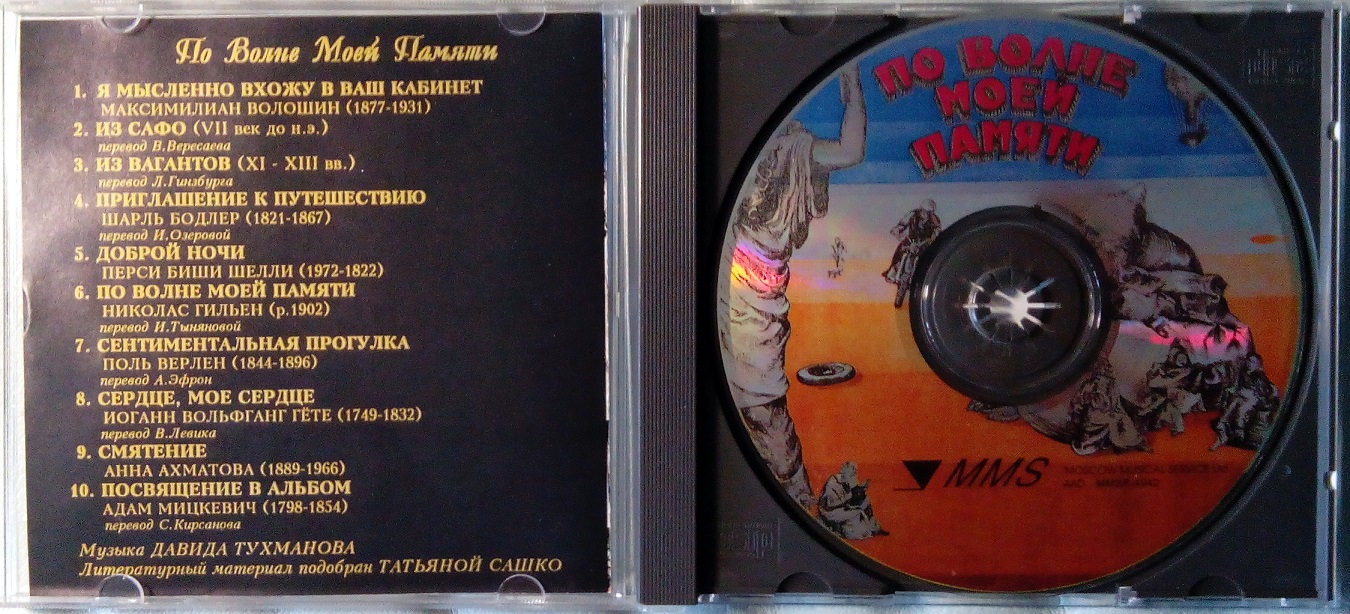 По Волне Моей Памяти
1. Я МЫСЛЕННО ВХОЖУ В ВАШ КАБИНЕТ
МАКСИМИЛИАН ВОЛОШИН (1877-1931)
2. ИЗ САФО (VII век до н.э.)
перевод В.Вересаева
3. ИЗ ВАГАНТОВ (XI - XIII вв.)
перевод Л.Гинзбурга
4. ПРИГЛАШЕНИЕ К ПУТЕШЕСТВИЮ
ШАРЛЬ БОДЛЕР (1821-1867)
перевод И.Озеровой
5. ДОБРОЙ НОЧИ
ПЕРСИ БИШИ ШЕЛЛИ (1972-1822)
6. ПО ВОЛНЕ МОЕЙ ПАМЯТИ
НИКОЛАС ГИЛЬЕН (р.1902)
перевод И.Тыняновой
7. СЕНТИМЕНТАЛЬНАЯ ПРОГУЛКА
ПОЛЬ ВЕРЛЕН (1844-1896)
перевод А.Эфрон
8. СЕРДЦЕ, МОЕ СЕРДЦЕ
ИОГАНН ВОЛЬФГАНГ ГЁТЕ (1749-1832)
перевод В.Левика
9. СМЯТЕНИЕ
АННА АХМАТОВА (1889-1966)
10. ПОСВЯЩЕНИЕ В АЛЬБОМ
АДАМ МИЦКЕВИЧ (1798-1854)
перевод С.Кирсанова
Музыка ДАВИДА ТУХМАНОВА
Литературный материал подобран ТАТЬЯНОЙ САШКО
ПО ВОЛНЕ
МОЕЙ
ПАМЯТИ
MMS
MOSCOW MUSICAL SERVICE